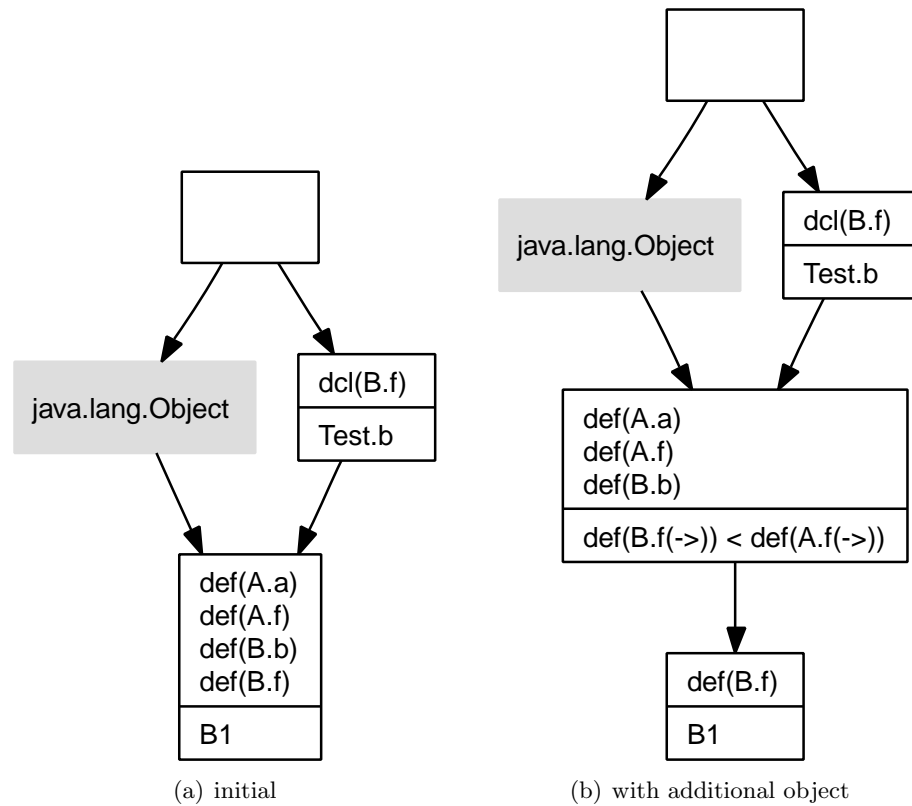 java.lang.Object
dcl(B.f)
Test.b
def(A.a)
def(A.f)
def(B.b)
def(B.f)
B1
(a) initial
java.lang.Object
dcl(B.f)
Test.b
def(A.a)
def(A.f)
def(B.b)
def(B.f(->)) < def(A.f(->))
def(B.f)
B1
(b) with additional object